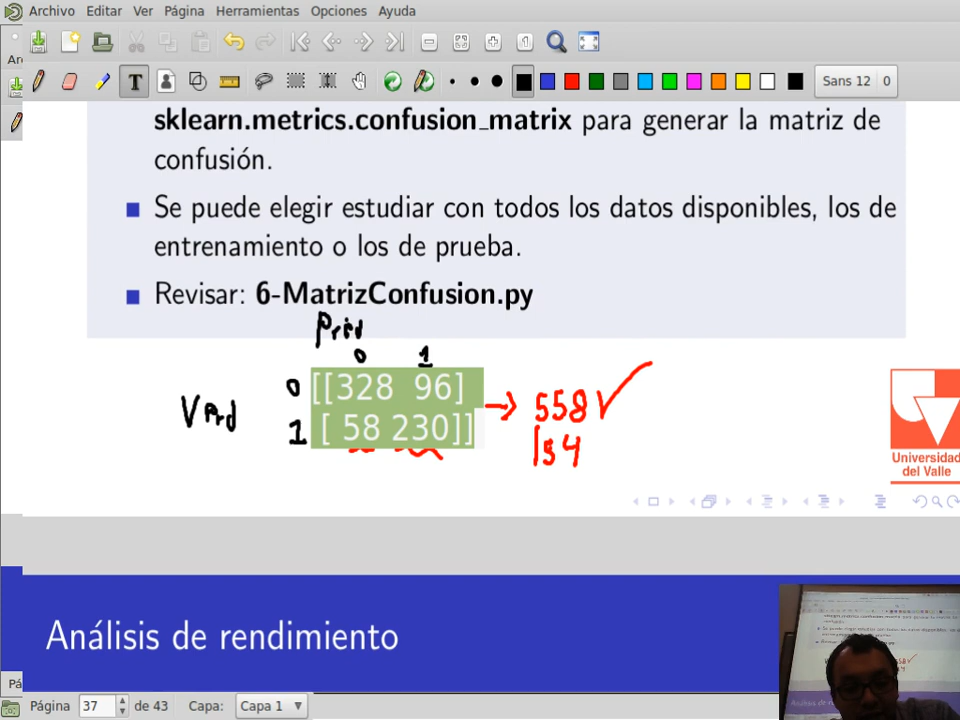 Archivo Editar Ver Página Herramientas Opciones Ayuda
T
Sans 12 0
sklearn.metrics.confusion_matrix para generar la matriz de
confusión.
Se puede elegir estudiar con todos los datos disponibles, los de
entrenamiento o los de prueba.
Revisar: 6-MatrizConfusion.py
0 1
0 [[328 96] → 558 ✓
1 [ 58 230]] 154
Universidad
del Valle
Análisis de rendimiento
Página 37 de 43 Capa: Capa 1